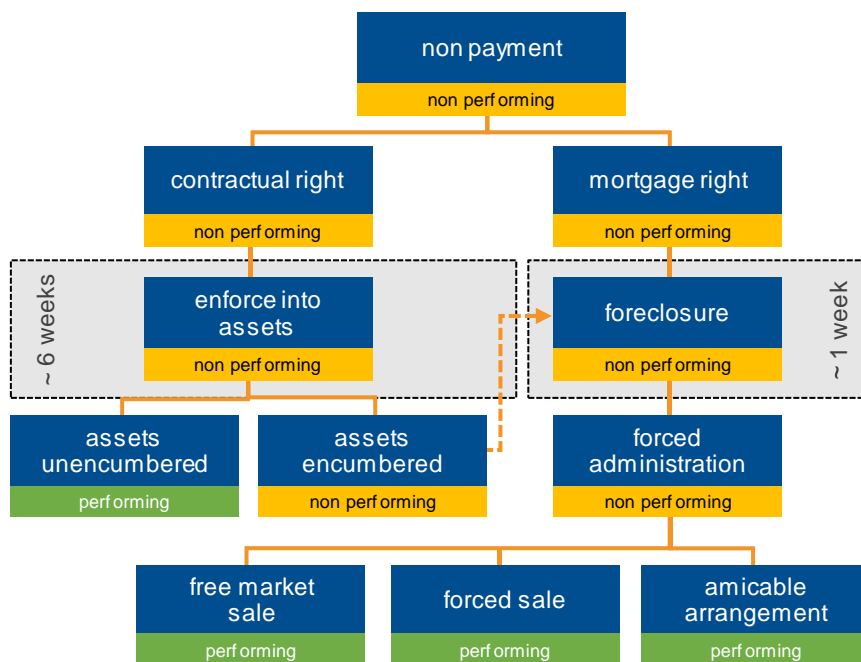 non payment
non performing
contractual right
non performing
mortgage right
non performing
~ 6 weeks
enforce into
assets
non performing
foreclosure
non performing
~ 1 week
assets
unencumbered
performing
assets
encumbered
non performing
forced
administration
non performing
free market
sale
performing
forced sale
performing
amicable
arrangement
performing